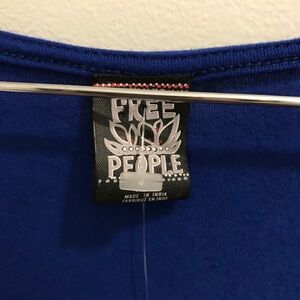 FREE
PEOPLE
MADE IN INDIA
FABRIQUE EN INDE